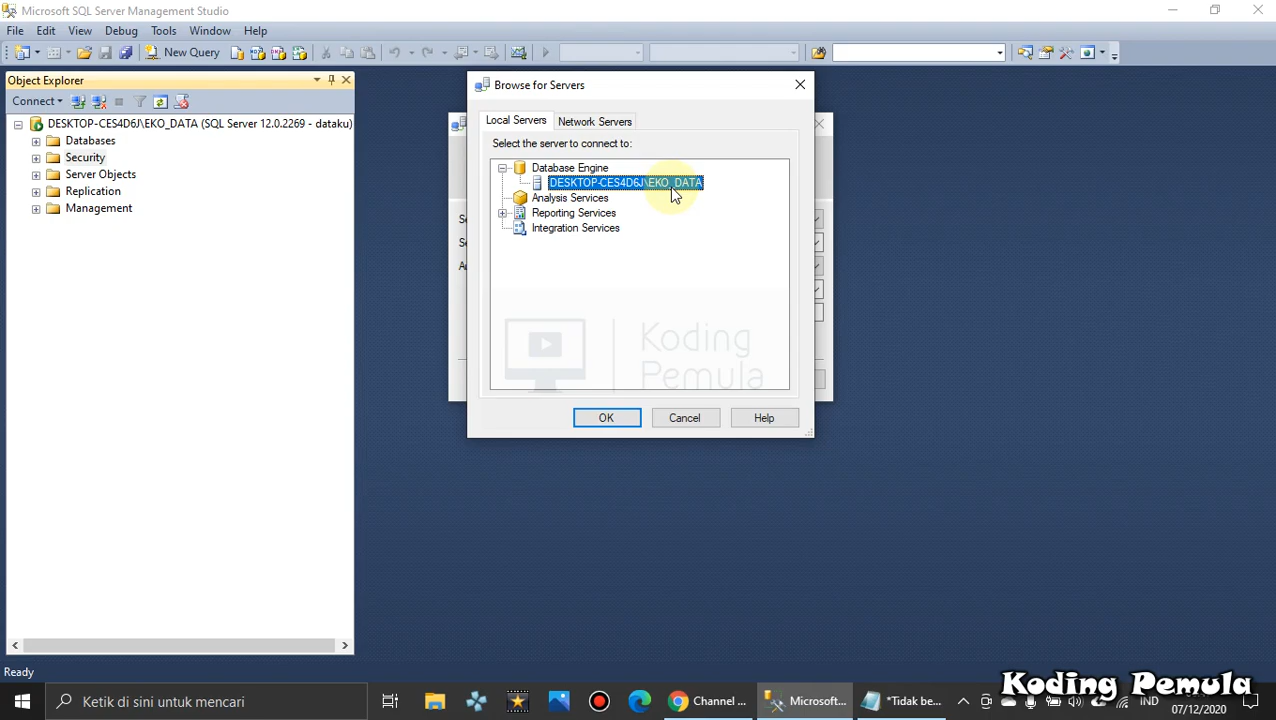 Microsoft SQL Server Management Studio
File Edit View Debug Tools Window Help
New Query
Object Explorer
Connect
DESKTOP-CES4D6J\EKO_DATA (SQL Server 12.0.2269 - dataku)
Databases
Security
Server Objects
Replication
Management
Browse for Servers
Local Servers
Network Servers
Select the server to connect to:
Database Engine
DESKTOP-CES4D6J\EKO_DATA
Analysis Services
Reporting Services
Integration Services
Koding
Pemula
OK
Cancel
Help
Ready
Ketik di sini untuk mencari
Channel ...
Microsoft...
*Tidak be...
IND
07/12/2020
Koding Pemula